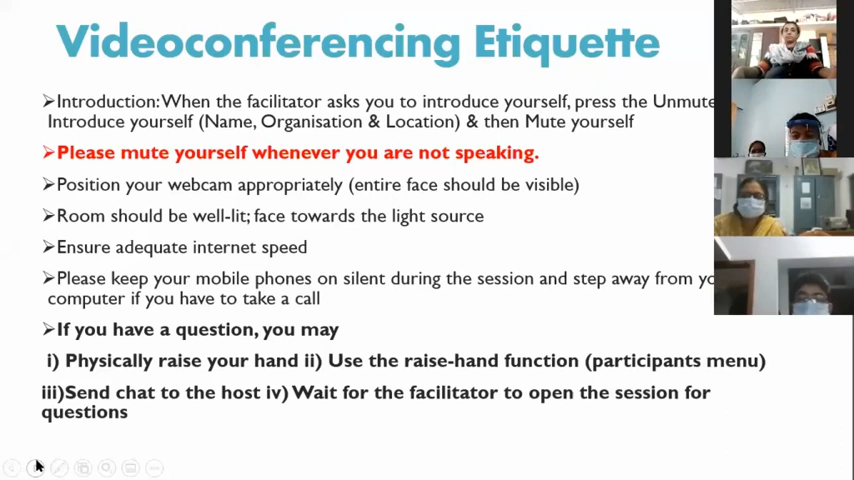 Videoconferencing Etiquette
➢Introduction: When the facilitator asks you to introduce yourself, press the Unmute
Introduce yourself (Name, Organisation & Location) & then Mute yourself
➢Please mute yourself whenever you are not speaking.
➢Position your webcam appropriately (entire face should be visible)
➢Room should be well-lit; face towards the light source
➢Ensure adequate internet speed
➢Please keep your mobile phones on silent during the session and step away from yo
computer if you have to take a call
➢If you have a question, you may
i) Physically raise your hand ii) Use the raise-hand function (participants menu)
iii)Send chat to the host iv) Wait for the facilitator to open the session for
questions